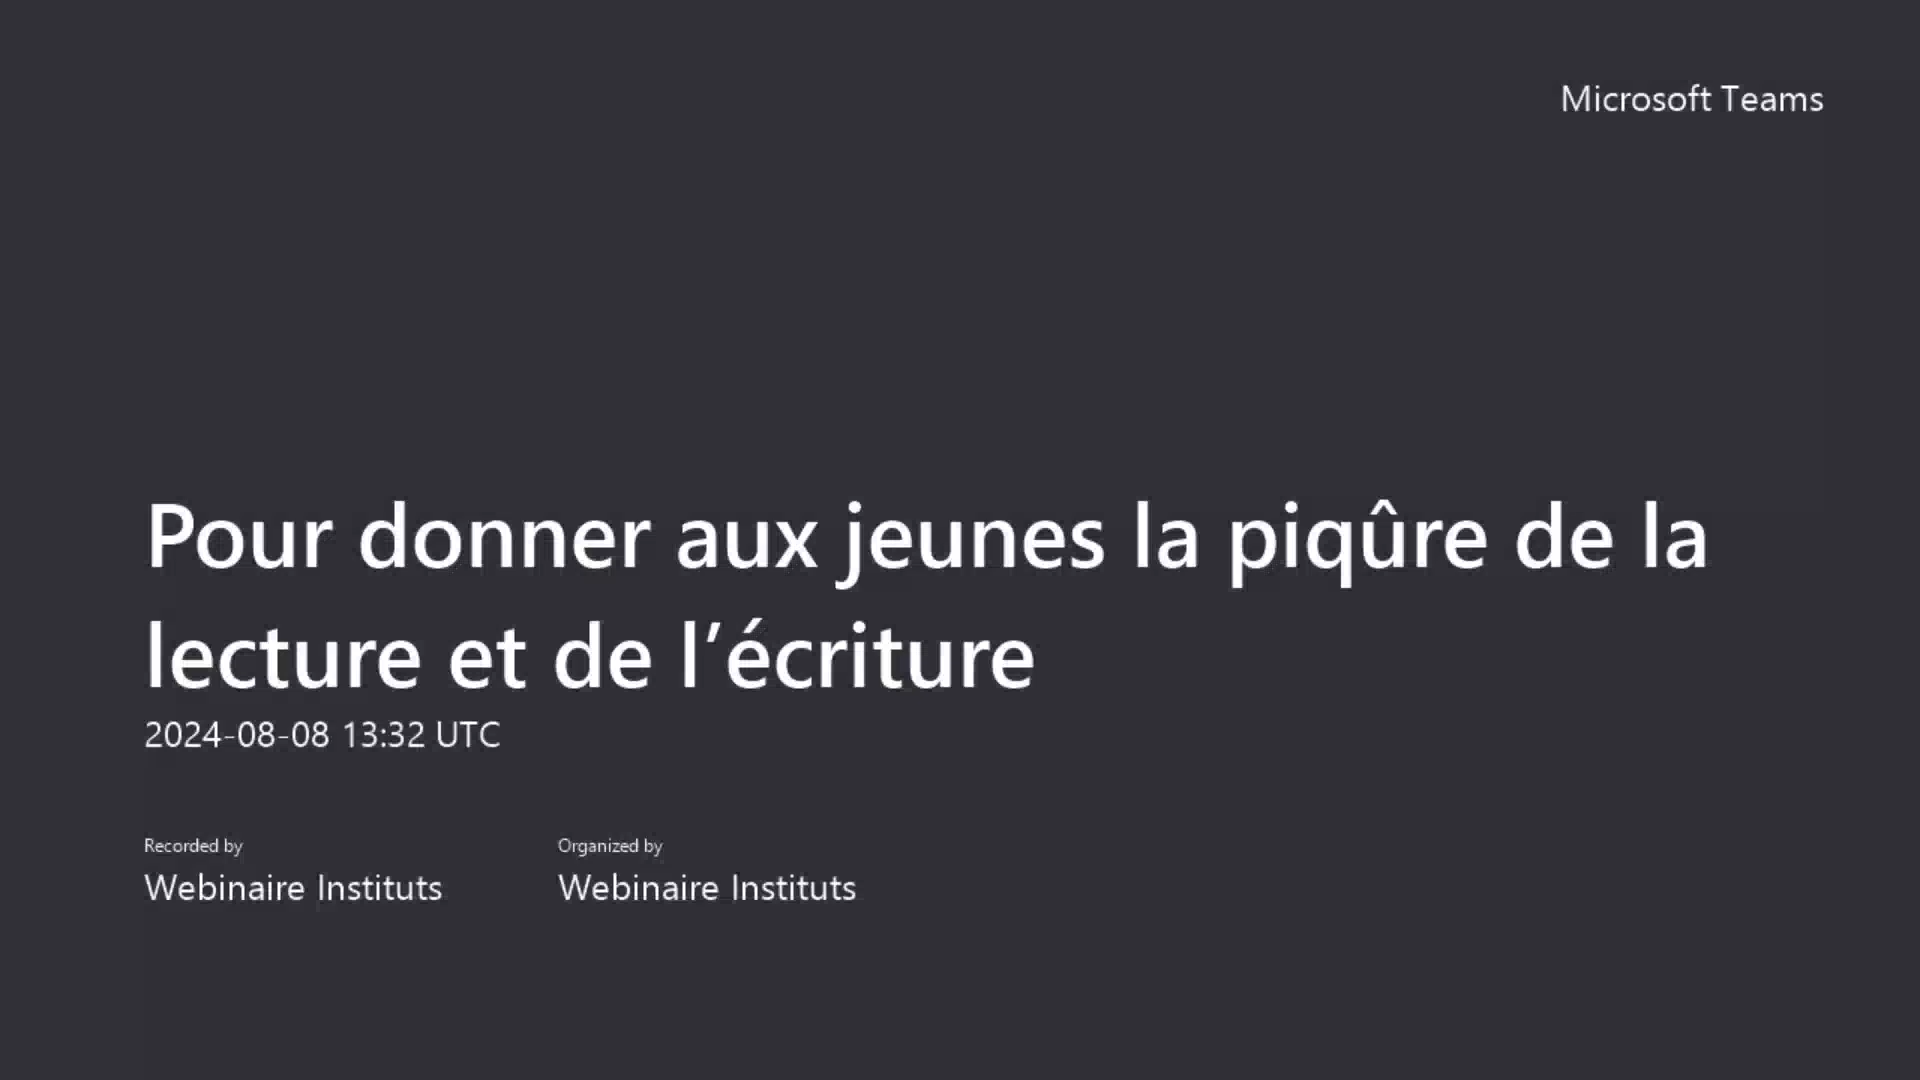 Microsoft Teams
Pour donner aux jeunes la piqûre de la
lecture et de l’écriture
2024-08-08 13:32 UTC
Recorded by
Organized by
Webinaire Instituts
Webinaire Instituts